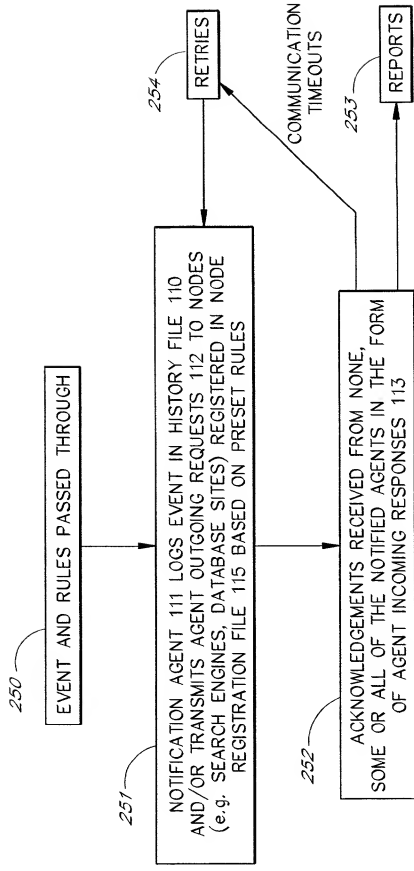 250
EVENT AND RULES PASSED THROUGH
251
NOTIFICATION AGENT 111 LOGS EVENT IN HISTORY FILE 110
AND/OR TRANSMITS AGENT OUTGOING REQUESTS 112 TO NODES
(e.g. SEARCH ENGINES, DATABASE SITES) REGISTERED IN NODE
REGISTRATION FILE 115 BASED ON PRESET RULES
254
RETRIES
COMMUNICATION
TIMEOUTS
252
ACKNOWLEDGEMENTS RECEIVED FROM NONE,
SOME OR ALL OF THE NOTIFIED AGENTS IN THE FORM
OF AGENT INCOMING RESPONSES 113
253
REPORTS